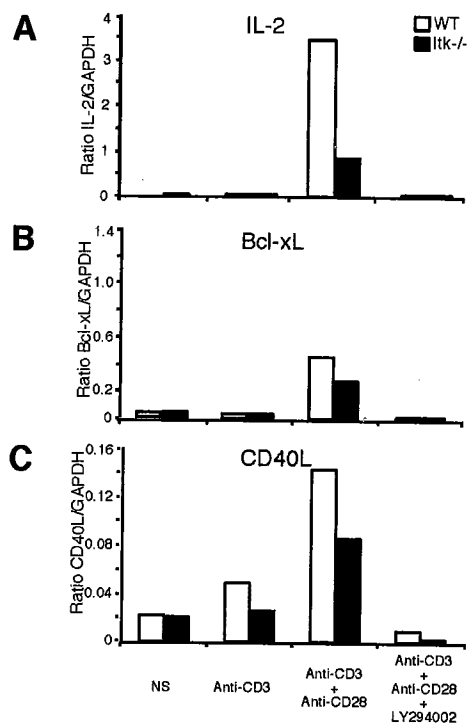 A
IL-2
WT
Itk-/-
Ratio IL-2/GAPDH
4
3
2
1
0
B
Bcl-xL
Ratio Bcl-xL/GAPDH
1.4
1.0
0.6
0.2
0
C
CD40L
Ratio CD40L/GAPDH
0.16
0.12
0.08
0.04
0
NS
Anti-CD3
Anti-CD3
+
Anti-CD28
Anti-CD3
+
Anti-CD28
+
LY294002